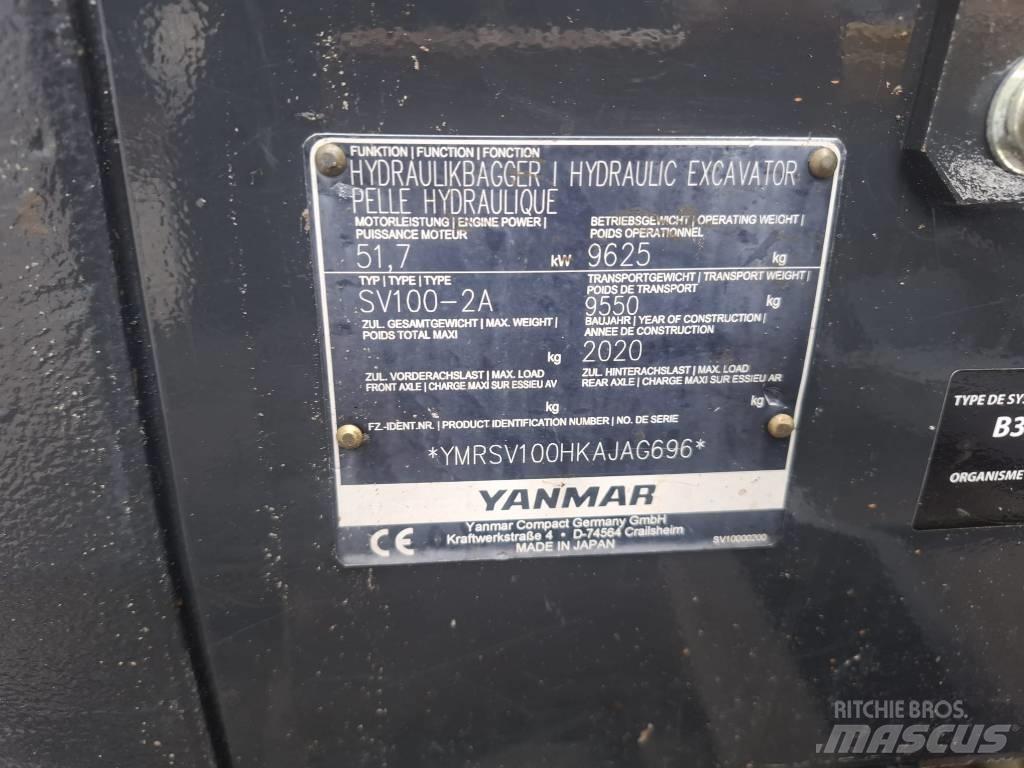 FUNKTION | FUNCTION | FONCTION
HYDRAULIKBAGGER | HYDRAULIC EXCAVATOR
PELLE HYDRAULIQUE
MOTORLEISTUNG | ENGINE POWER |
PUISSANCE MOTEUR
51,7 kW
BETRIEBSGEWICHT | OPERATING WEIGHT |
POIDS OPERATIONNEL
9625 kg
TYP | TYPE | TYPE
SV100-2A
TRANSPORTGEWICHT | TRANSPORT WEIGHT |
POIDS DE TRANSPORT
9550 kg
ZUL. GESAMTGEWICHT | MAX. WEIGHT |
POIDS TOTAL MAXI
kg
BAUJAHR | YEAR OF CONSTRUCTION |
ANNEE DE CONSTRUCTION
2020
ZUL. VORDERACHSLAST | MAX. LOAD
FRONT AXLE | CHARGE MAXI SUR ESSIEU AV
kg
ZUL. HINTERACHSLAST | MAX. LOAD
REAR AXLE | CHARGE MAXI SUR ESSIEU AR
kg
FZ.-IDENT.NR. | PRODUCT IDENTIFICATION NUMBER | NO. DE SERIE
*YMRSV100HKAJAG696*
YANMAR
CE
Yanmar Compact Germany GmbH
Kraftwerkstraße 4 • D-74564 Crailsheim
MADE IN JAPAN
SV10000200
TYPE DE SY
B3
ORGANISME
RITCHIE BROS.
MASCUS